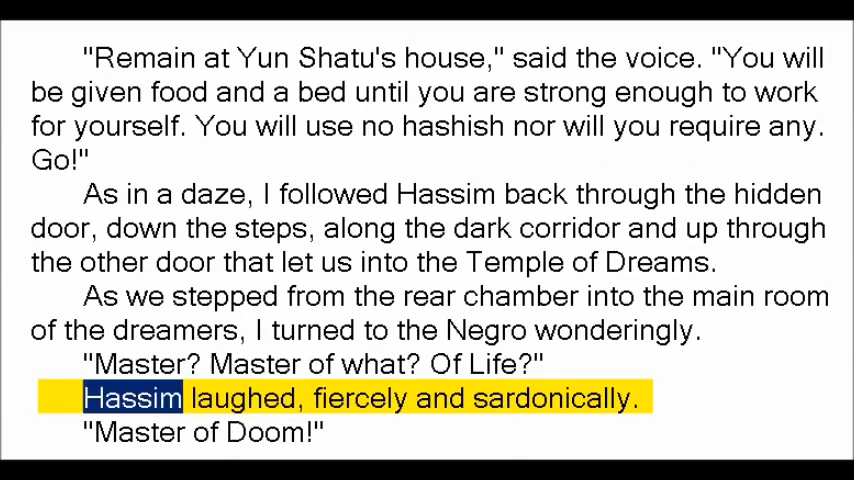 "Remain at Yun Shatu's house," said the voice. "You will
be given food and a bed until you are strong enough to work
for yourself. You will use no hashish nor will you require any.
Go!"
As in a daze, I followed Hassim back through the hidden
door, down the steps, along the dark corridor and up through
the other door that let us into the Temple of Dreams.
As we stepped from the rear chamber into the main room
of the dreamers, I turned to the Negro wonderingly.
"Master? Master of what? Of Life?"
Hassim laughed, fiercely and sardonically.
"Master of Doom!"